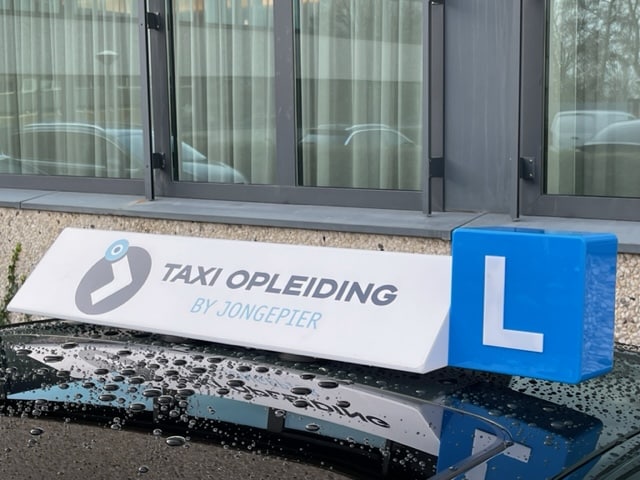 TAXI OPLEIDING
BY JONGEPIER
L